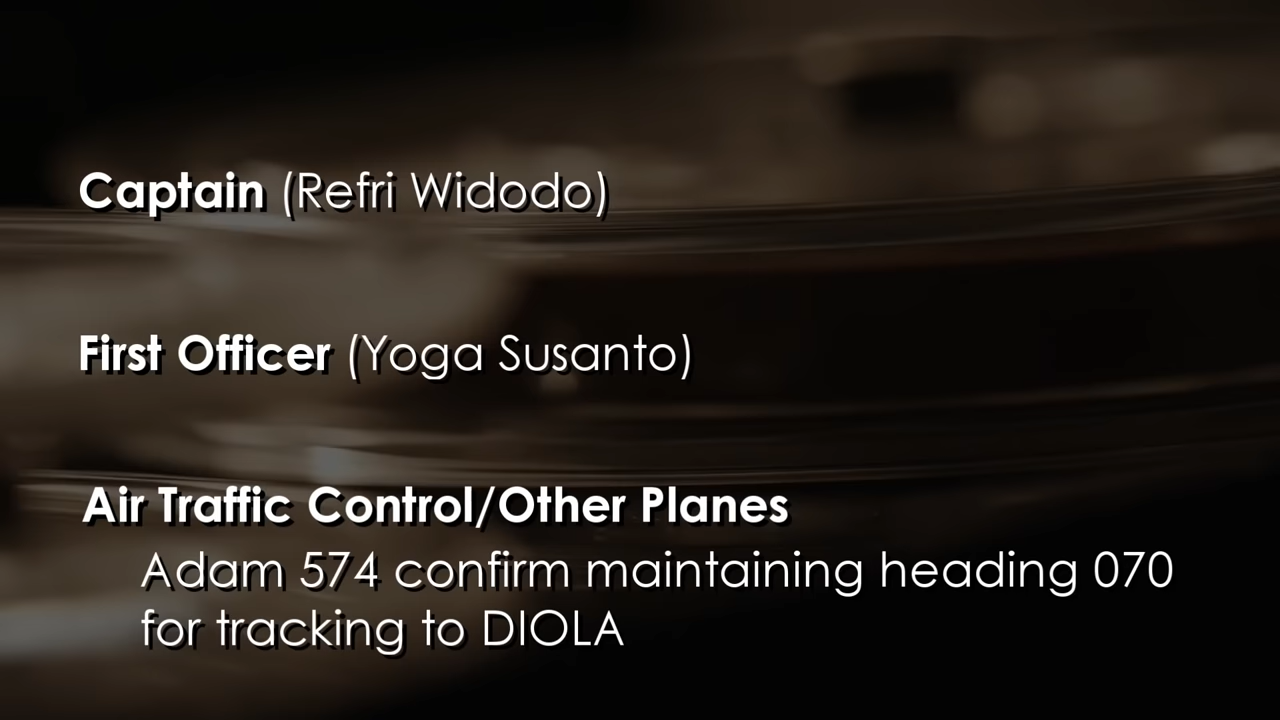 Captain (Refri Widodo)
First Officer (Yoga Susanto)
Air Traffic Control/Other Planes
Adam 574 confirm maintaining heading 070
for tracking to DIOLA